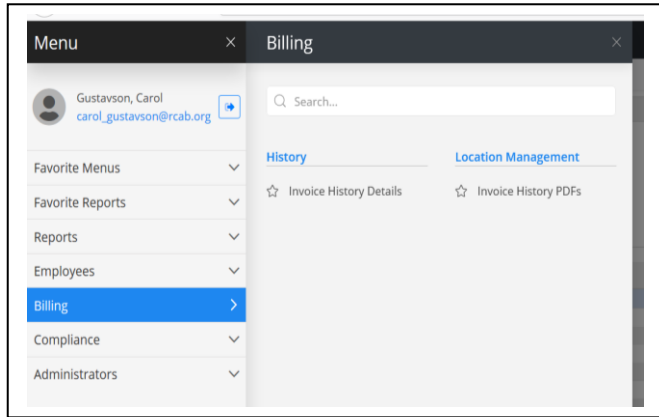 Menu
Gustavson, Carol
carol_gustavson@rcab.org
Favorite Menus
Favorite Reports
Reports
Employees
Billing
Compliance
Administrators
Billing
Search...
History
Invoice History Details
Location Management
Invoice History PDFs